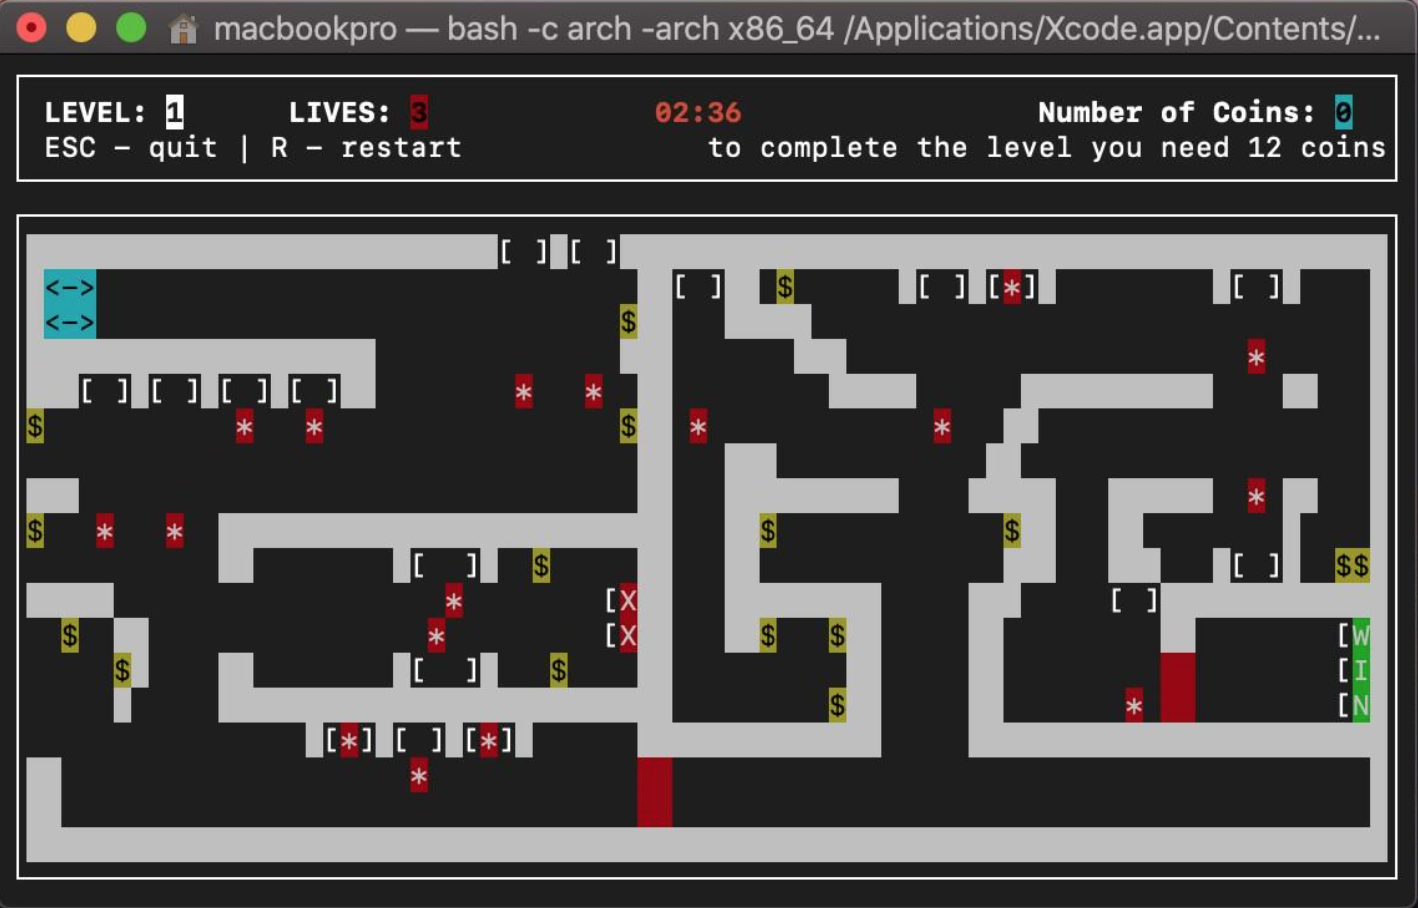 macbookpro — bash -c arch -arch x86_64 /Applications/Xcode.app/Contents/...
LEVEL: 1 LIVES: 3 02:36 Number of Coins: 0
ESC – quit | R – restart to complete the level you need 12 coins
[ ] [ ]
<–> [ ] $ [ ] [*] [ ]
<–> $
*
[ ] [ ] [ ] [ ] * *
$ * * $ * *
*
$ * * $ $
[ ] $ [ ] $$
* [X [ ]
$ * [X $ $ [W
$ [ ] $ [I
$ * [N
[*] [ ] [*]
*